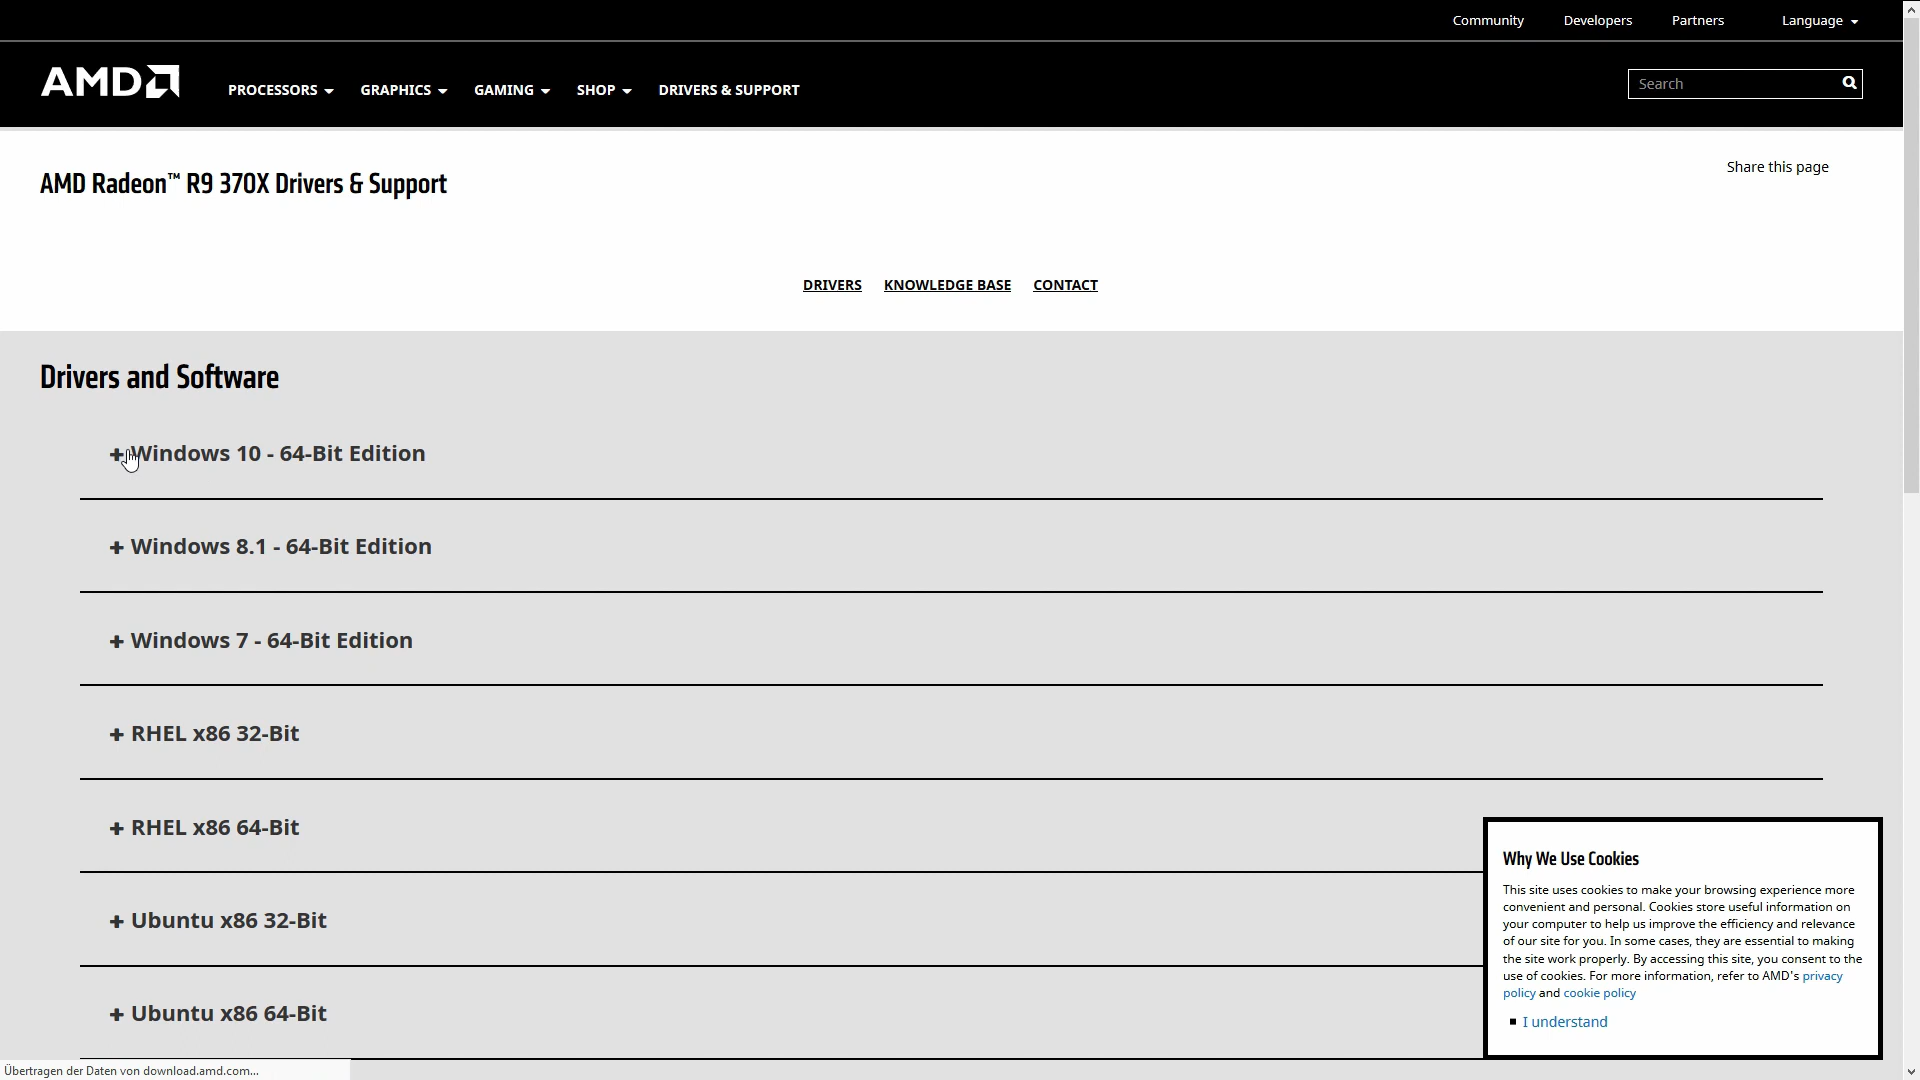 Community Developers Partners Language
AMD PROCESSORS GRAPHICS GAMING SHOP DRIVERS & SUPPORT Search
Share this page
AMD Radeon™ R9 370X Drivers & Support
DRIVERS KNOWLEDGE BASE CONTACT
Drivers and Software
+ Windows 10 - 64-Bit Edition
+ Windows 8.1 - 64-Bit Edition
+ Windows 7 - 64-Bit Edition
+ RHEL x86 32-Bit
+ RHEL x86 64-Bit
+ Ubuntu x86 32-Bit
+ Ubuntu x86 64-Bit
Why We Use Cookies
This site uses cookies to make your browsing experience more
convenient and personal. Cookies store useful information on
your computer to help us improve the efficiency and relevance
of our site for you. In some cases, they are essential to making
the site work properly. By accessing this site, you consent to the
use of cookies. For more information, refer to AMD's privacy
policy and cookie policy
I understand
Übertragen der Daten von download.amd.com...